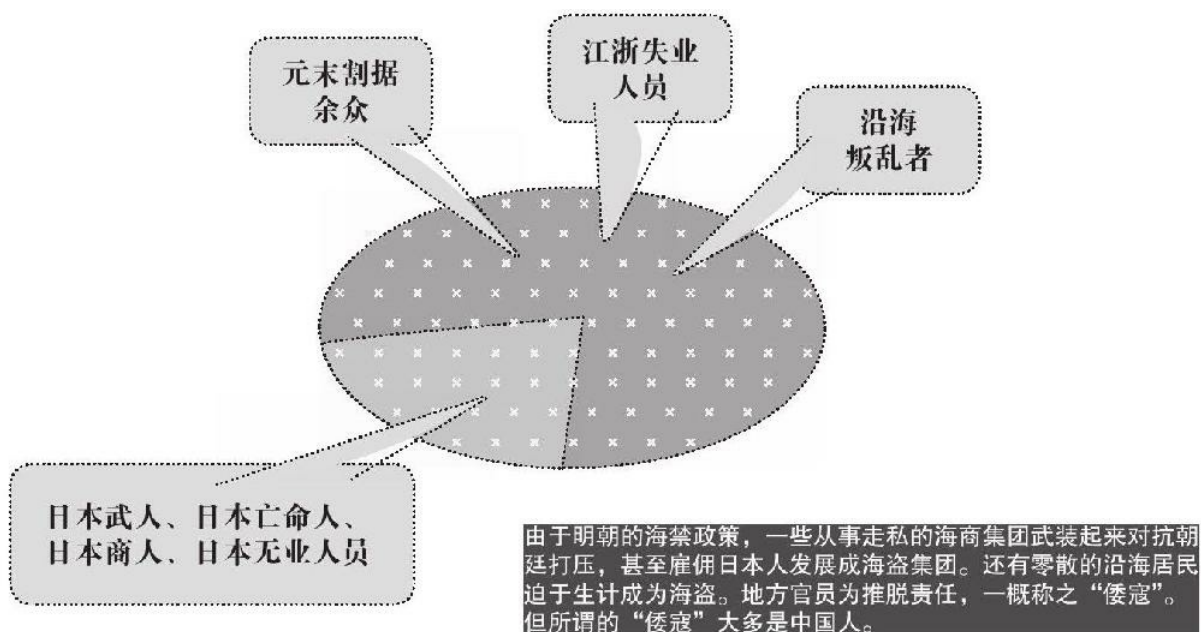 元末割据
余众
江浙失业
人员
沿海
叛乱者
日本武人、日本亡命人、
日本商人、日本无业人员
由于明朝的海禁政策，一些从事走私的海商集团武装起来对抗朝
廷打压，甚至雇佣日本人发展成海盗集团。还有零散的沿海居民
迫于生计成为海盗。地方官员为推脱责任，一概称之“倭寇”。
但所谓的“倭寇”大多是中国人。